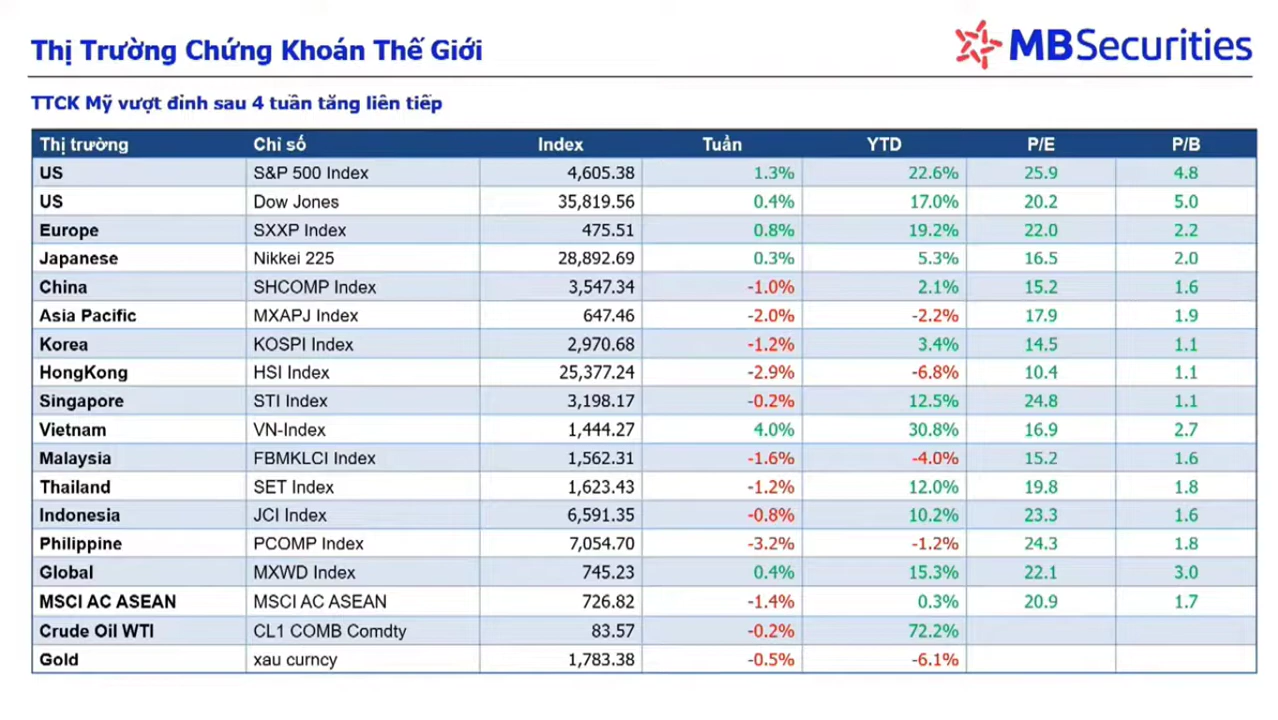 Thị Trường Chứng Khoán Thế Giới
MBSecurities
TTCK Mỹ vượt đỉnh sau 4 tuần tăng liên tiếp
Thị trường Chỉ số Index Tuần YTD P/E P/B
US S&P 500 Index 4,605.38 1.3% 22.6% 25.9 4.8
US Dow Jones 35,819.56 0.4% 17.0% 20.2 5.0
Europe SXXP Index 475.51 0.8% 19.2% 22.0 2.2
Japanese Nikkei 225 28,892.69 0.3% 5.3% 16.5 2.0
China SHCOMP Index 3,547.34 -1.0% 2.1% 15.2 1.6
Asia Pacific MXAPJ Index 647.46 -2.0% -2.2% 17.9 1.9
Korea KOSPI Index 2,970.68 -1.2% 3.4% 14.5 1.1
HongKong HSI Index 25,377.24 -2.9% -6.8% 10.4 1.1
Singapore STI Index 3,198.17 -0.2% 12.5% 24.8 1.1
Vietnam VN-Index 1,444.27 4.0% 30.8% 16.9 2.7
Malaysia FBMKLCI Index 1,562.31 -1.6% -4.0% 15.2 1.6
Thailand SET Index 1,623.43 -1.2% 12.0% 19.8 1.8
Indonesia JCI Index 6,591.35 -0.8% 10.2% 23.3 1.6
Philippine PCOMP Index 7,054.70 -3.2% -1.2% 24.3 1.8
Global MXWD Index 745.23 0.4% 15.3% 22.1 3.0
MSCI AC ASEAN MSCI AC ASEAN 726.82 -1.4% 0.3% 20.9 1.7
Crude Oil WTI CL1 COMB Comdty 83.57 -0.2% 72.2%
Gold xau curncy 1,783.38 -0.5% -6.1%